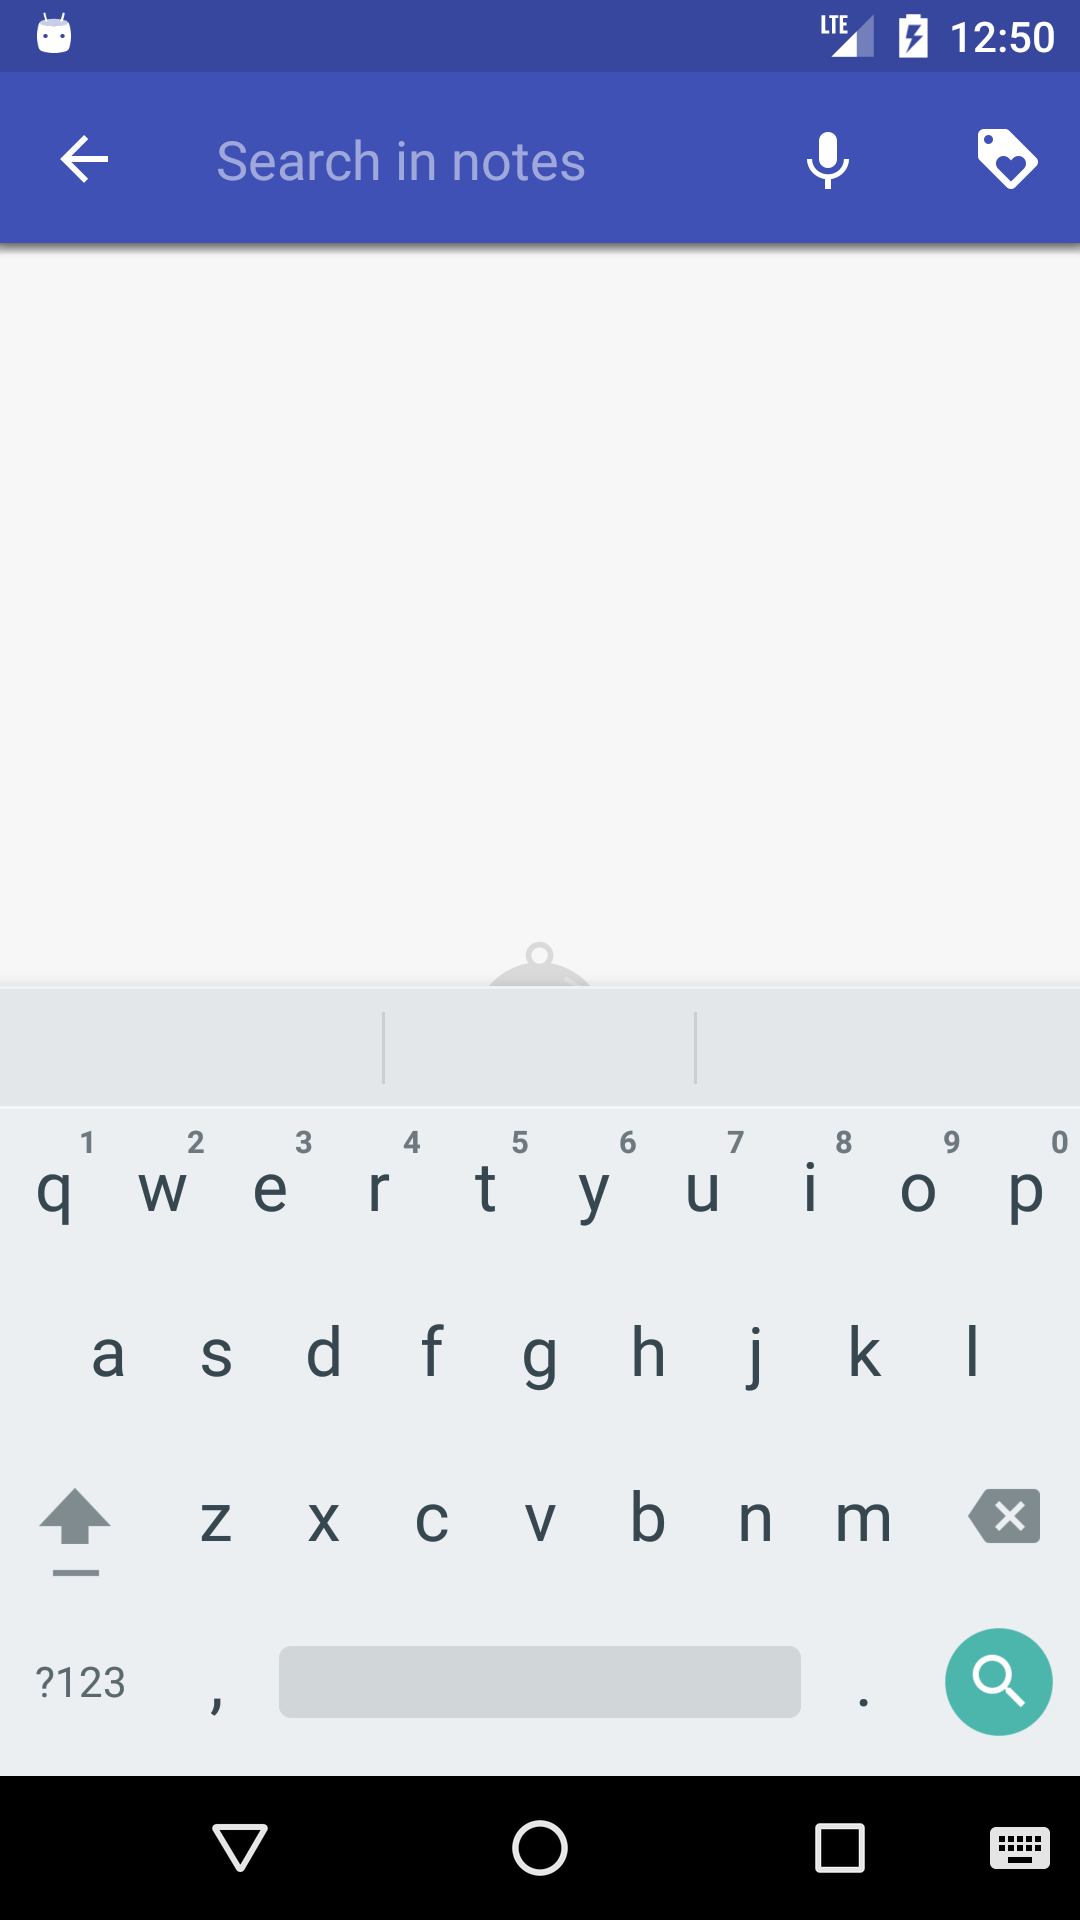 LTE 12:50
Search in notes
1 2 3 4 5 6 7 8 9 0
q w e r t y u i o p
a s d f g h j k l
z x c v b n m
?123 , .